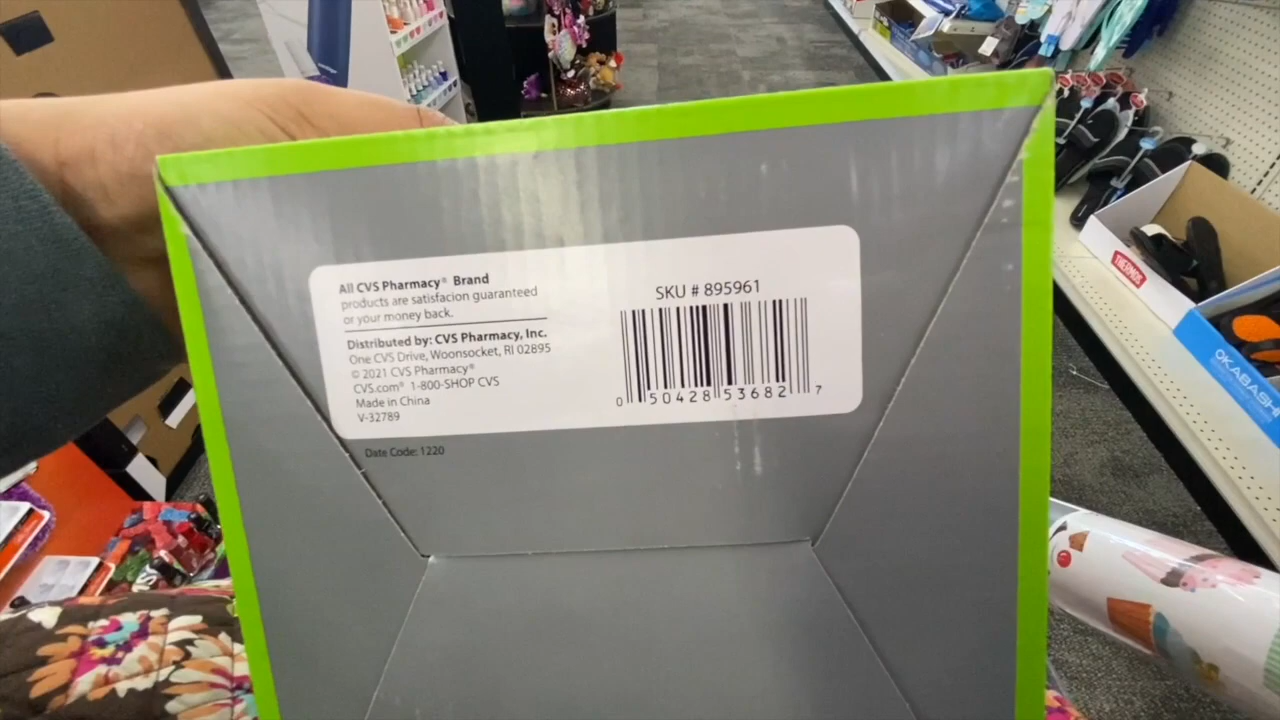 All CVS Pharmacy® Brand
products are satisfacion guaranteed
or your money back.
Distributed by: CVS Pharmacy, Inc.
One CVS Drive, Woonsocket, RI 02895
© 2021 CVS Pharmacy®
CVS.com® 1-800-SHOP CVS
Made in China
V-32789
SKU # 895961
0 50428 53682 7
Date Code: 1220
THERMOS
OKABASHI